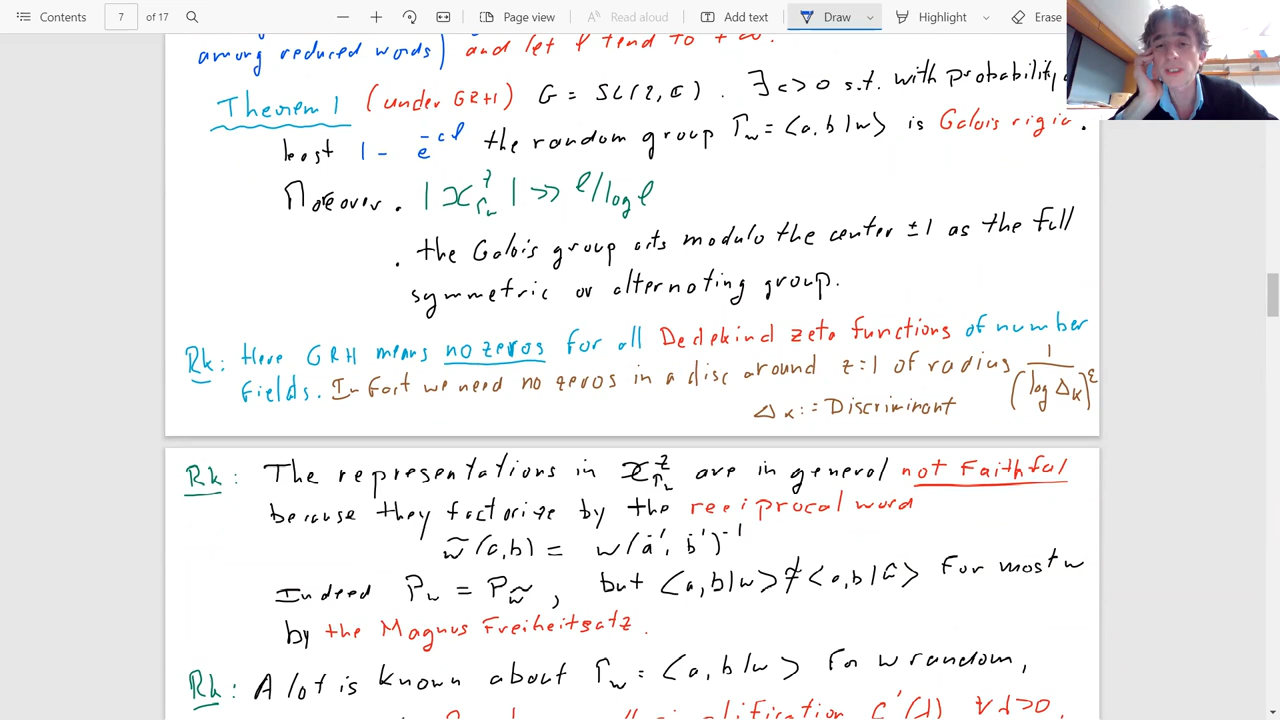 Contents
7
of 17
Page view
Read aloud
Add text
Draw
Highlight
Erase
among reduced words) and let l tend to +∞.
Theorem 1 (under GRH) G = SL(2, C). ∃ c>0 s.t. with probability
least 1 - e^{-cl} the random group Γ_w = <a, b | w> is Galois rigid.
Moreover. |X^z_{Γ_w}| >> l/log l
. the Galois group acts modulo the center ±1 as the full
symmetric or alternating group.
Rk: Here GRH means no zeros for all Dedekind zeta functions of number
fields. In fact we need no zeros in a disc around z=1 of radius 1/(log Δ_K)^ε
Δ_K := Discriminant
Rk: The representations in X^z_{Γ_w} are in general not Faithful
because they factorise by the reciprocal word
w̃(a,b) = w(a^{-1}, b^{-1})^{-1}
Indeed P_w = P_w̃, but <a, b | w> ≄ <a, b | w̃> for most w
by the Magnus Freiheitsatz.
Rk: A lot is known about Γ_w = <a, b | w> for w random,
C'(λ) ∀ λ>0,